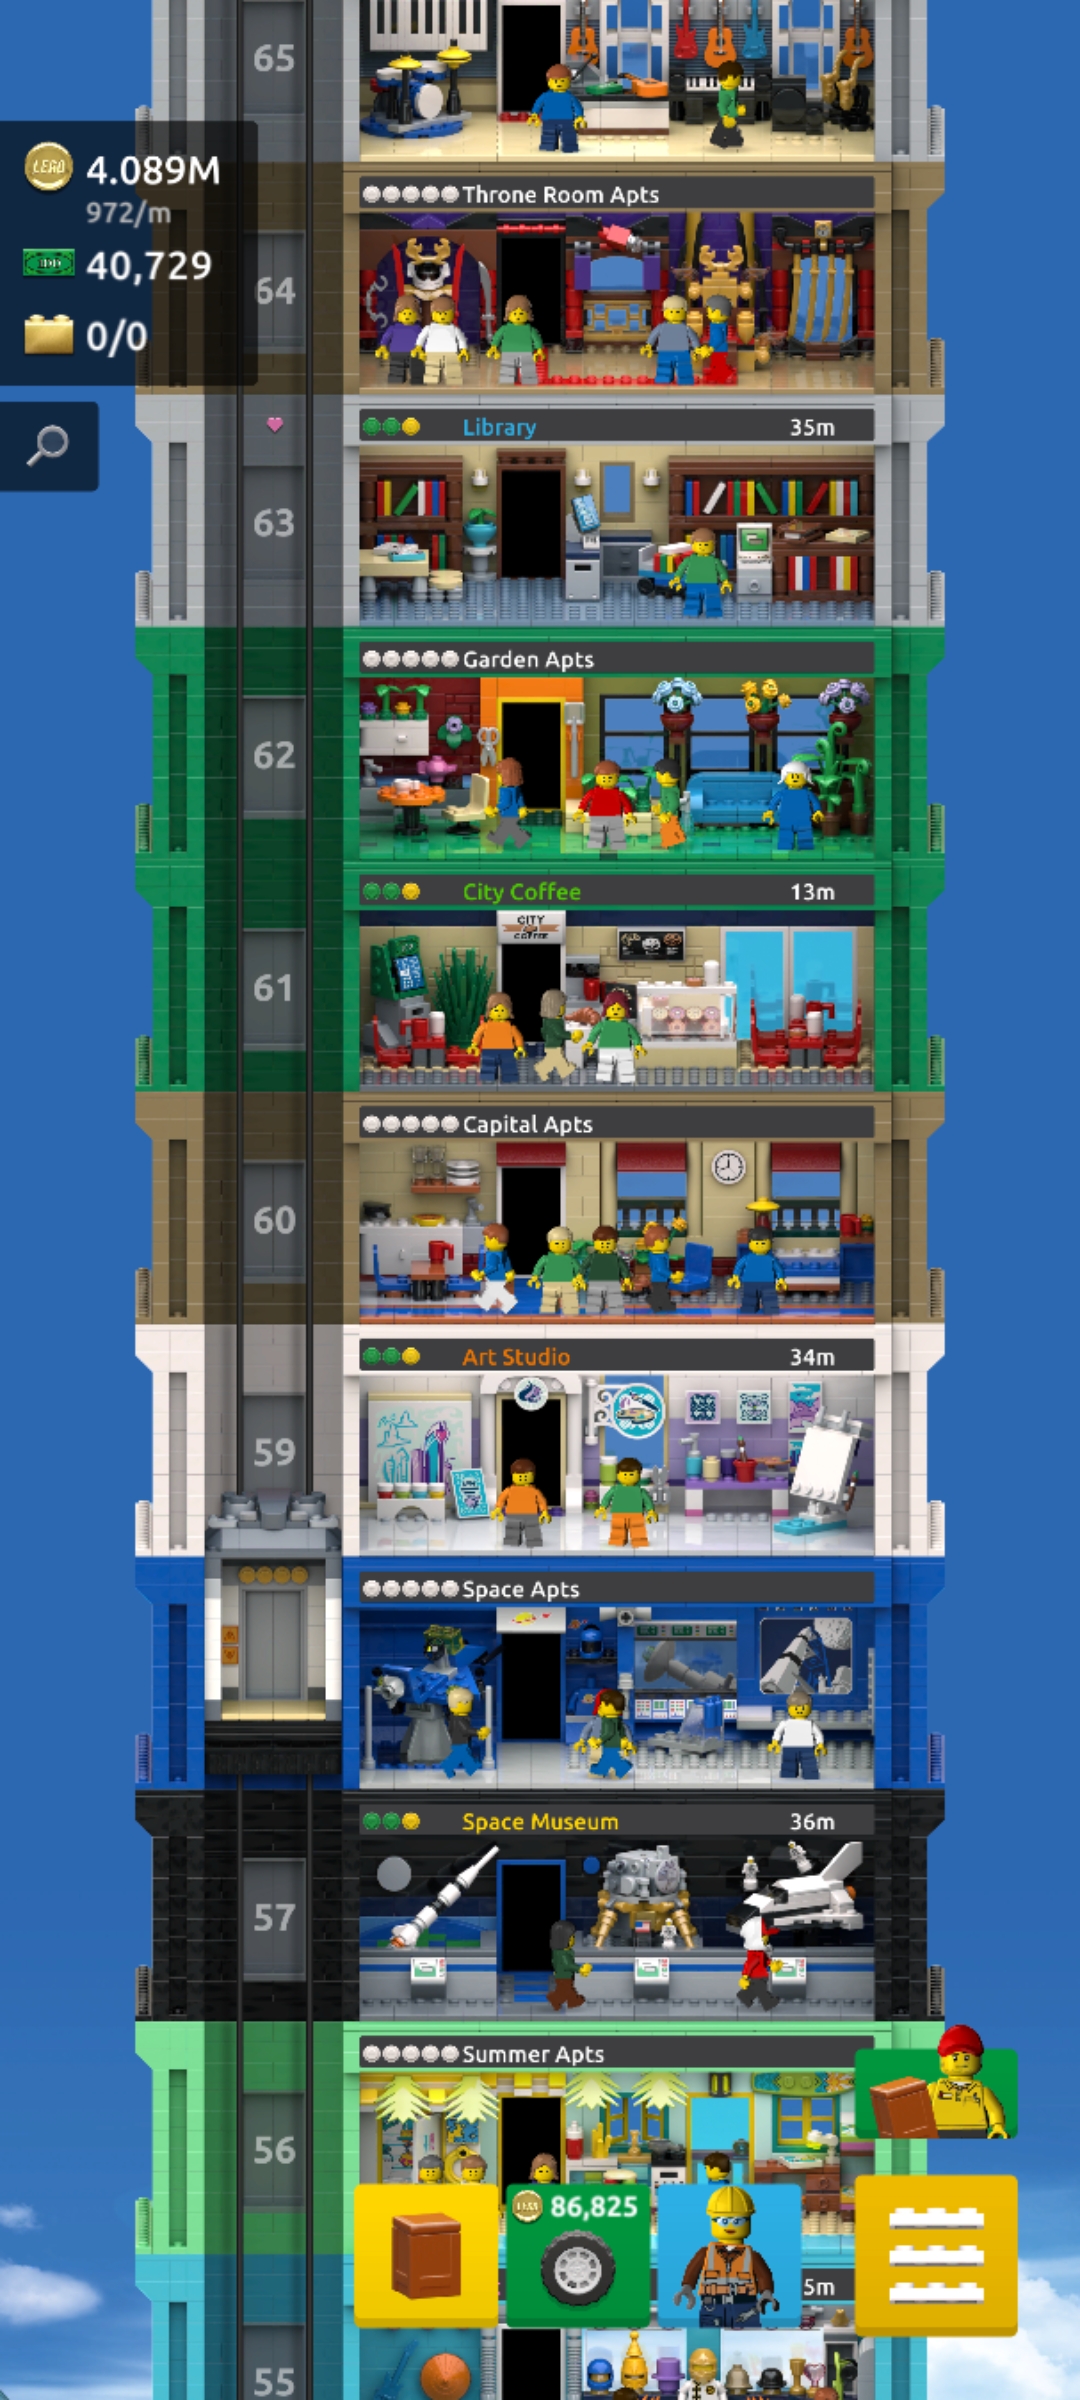 65
4.089M
972/m
40,729
0/0
Throne Room Apts
64
Library 35m
63
Garden Apts
62
City Coffee 13m
CITY
COFFEE
61
Capital Apts
60
Art Studio 34m
59
Space Apts
Space Museum 36m
57
Summer Apts
56
86,825
5m
55